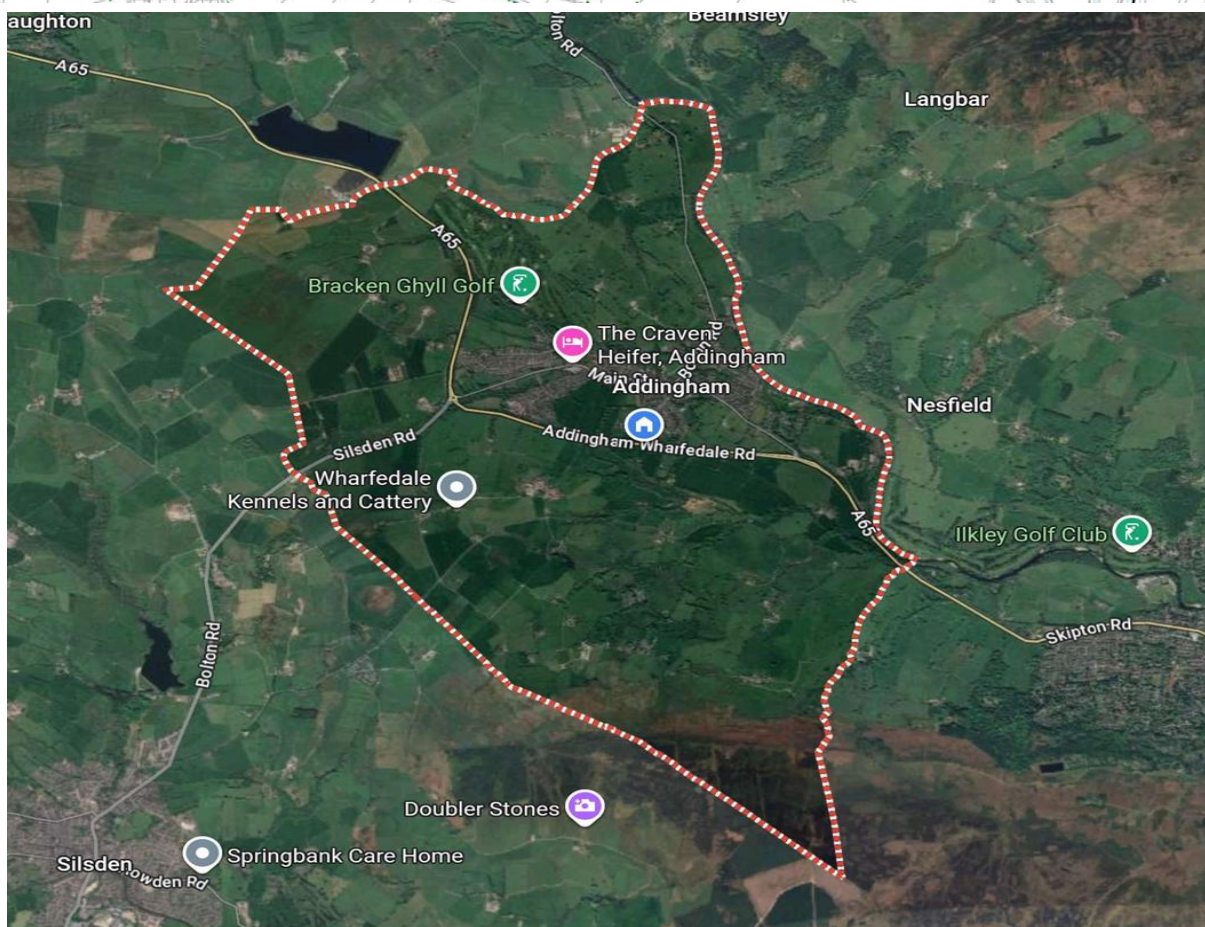 aughton
Beamsley
lton Rd
A65
Langbar
A65
Bracken Ghyll Golf
The Craven
Heifer, Addingham
Main St
Addingham
Nesfield
Silsden Rd
Addingham-Wharfedale Rd
Wharfedale
Kennels and Cattery
A65
Ilkley Golf Club
Skipton Rd
Bolton Rd
Doubler Stones
Springbank Care Home
Silsden
owden Rd